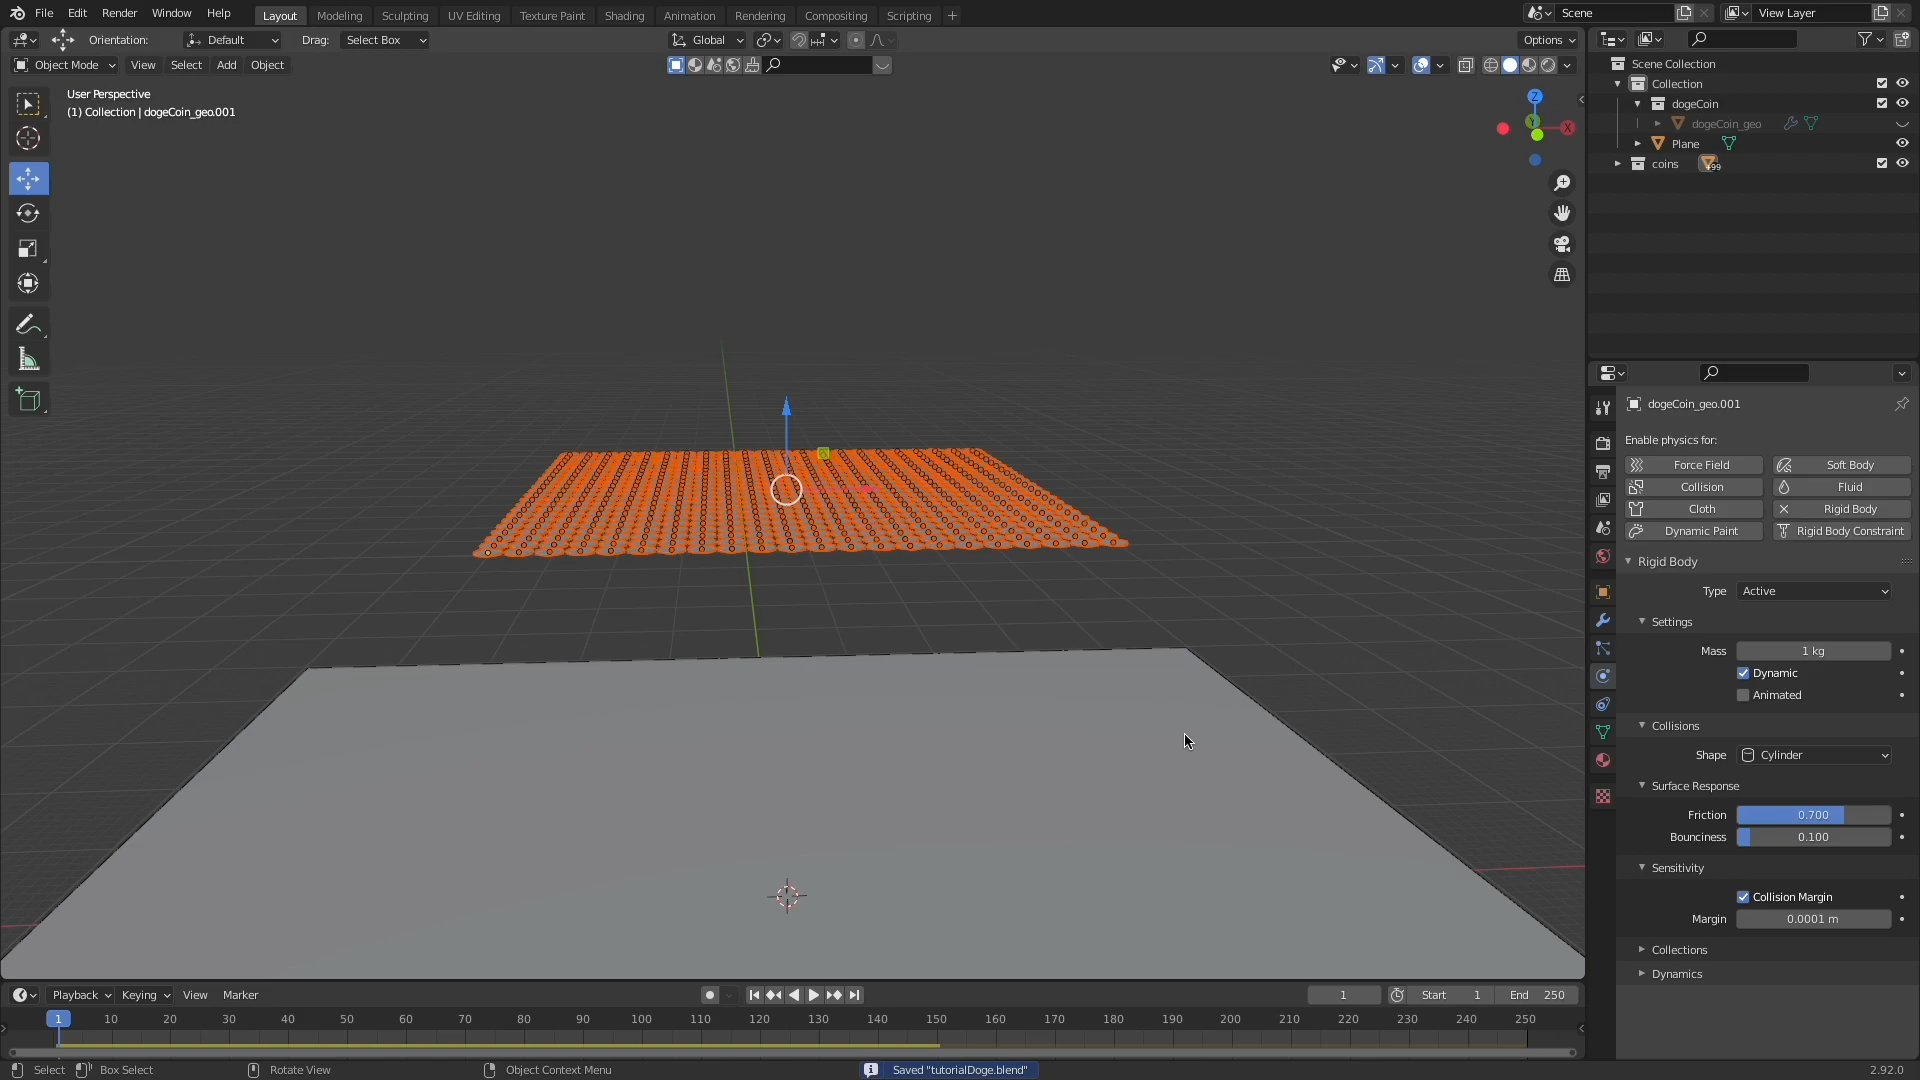 File Edit Render Window Help
Layout Modeling Sculpting UV Editing Texture Paint Shading Animation Rendering Compositing Scripting
Scene
View Layer
Orientation: Default Drag: Select Box
Global
Options
Object Mode View Select Add Object
User Perspective
(1) Collection | dogeCoin_geo.001
Z
Y
X
Scene Collection
Collection
dogeCoin
dogeCoin_geo
Plane
coins
99
dogeCoin_geo.001
Enable physics for:
Force Field Soft Body
Collision Fluid
Cloth Rigid Body
Dynamic Paint Rigid Body Constraint
Rigid Body
Type Active
Settings
Mass 1 kg
Dynamic
Animated
Collisions
Shape Cylinder
Surface Response
Friction 0.700
Bounciness 0.100
Sensitivity
Collision Margin
Margin 0.0001 m
Collections
Dynamics
Playback Keying View Marker
1 Start 1 End 250
1 10 20 30 40 50 60 70 80 90 100 110 120 130 140 150 160 170 180 190 200 210 220 230 240 250
Select Box Select Rotate View Object Context Menu Saved "tutorialDoge.blend" 2.92.0